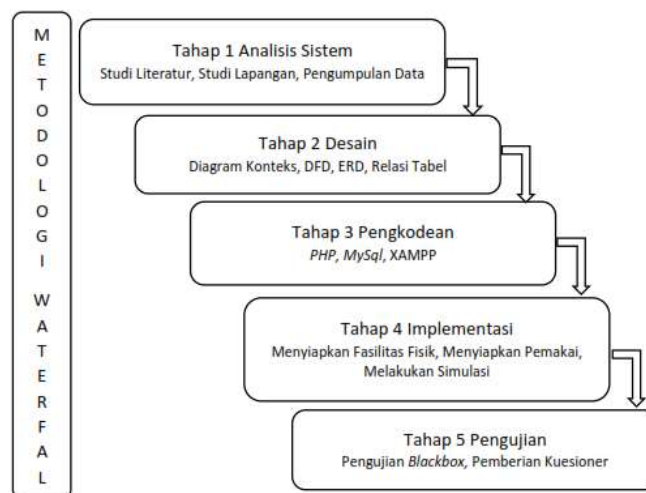 METODOLOGI WATERFAL
Tahap 1 Analisis Sistem
Studi Literatur, Studi Lapangan, Pengumpulan Data
Tahap 2 Desain
Diagram Konteks, DFD, ERD, Relasi Tabel
Tahap 3 Pengkodean
PHP, MySql, XAMPP
Tahap 4 Implementasi
Menyiapkan Fasilitas Fisik, Menyiapkan Pemakai,
Melakukan Simulasi
Tahap 5 Pengujian
Pengujian Blackbox, Pemberian Kuesioner